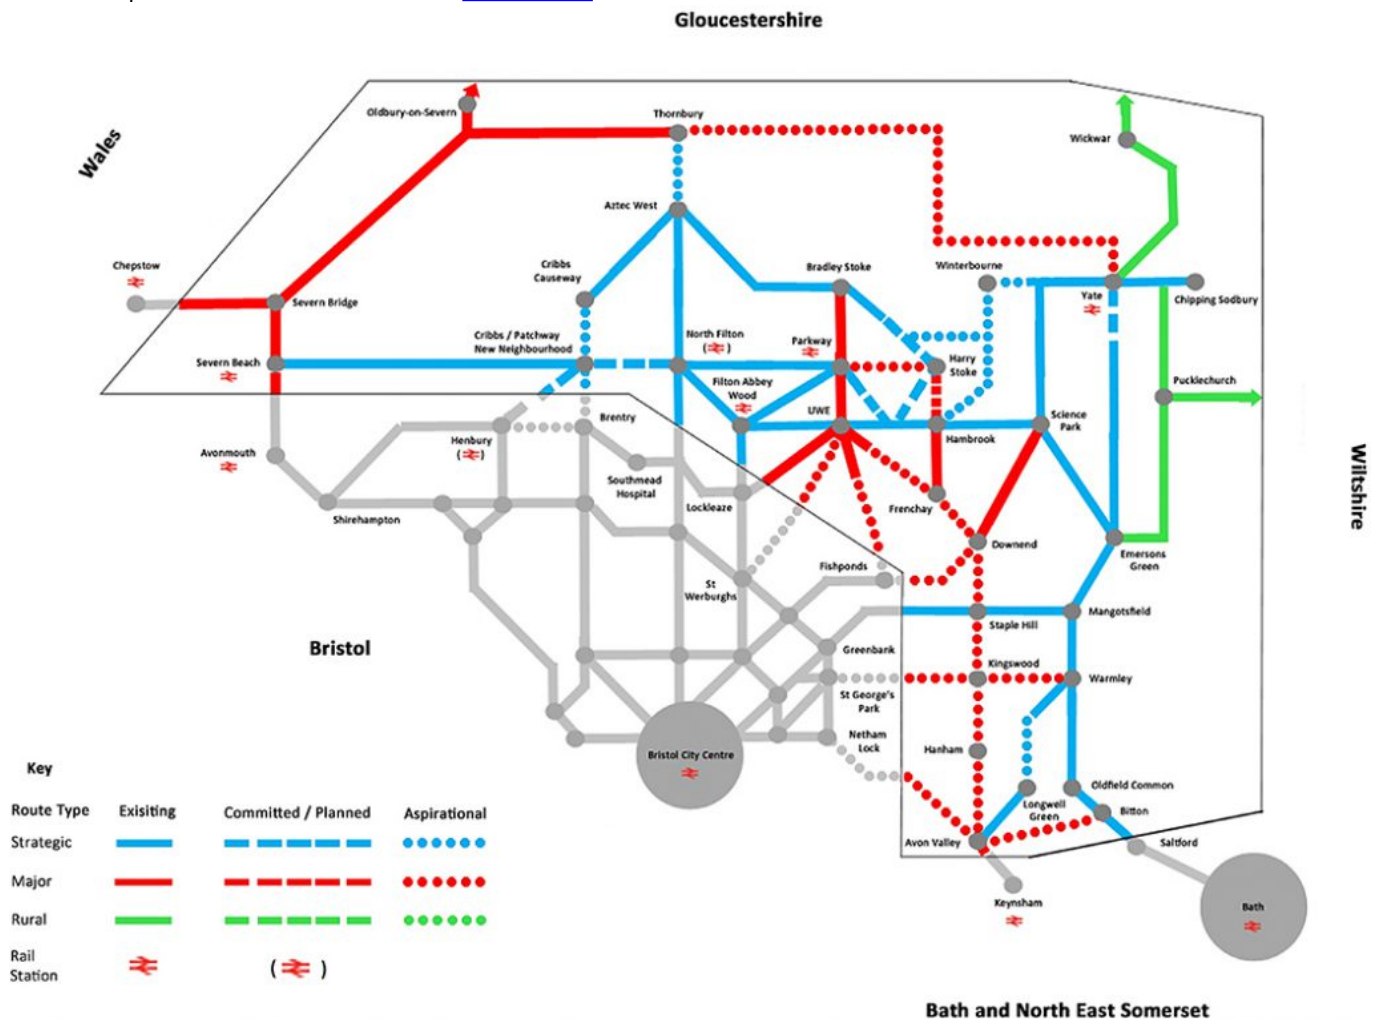 Gloucestershire
Oldbury-on-Severn
Thornbury
Wickwar
Wales
Aztec West
Chepstow
Cribbs
Causeway
Bradley Stoke
Winterbourne
Severn Bridge
Yate
Chipping Sodbury
Cribbs / Patchway
New Neighbourhood
North Filton
( )
Parkway
Severn Beach
Harry
Stoke
Filton Abbey
Wood
Pucklechurch
UWE
Brentry
Science
Park
Henbury
( )
Hambrook
Avonmouth
Wiltshire
Southmead
Hospital
Lockleaze
Frenchay
Shirehampton
Downend
Emersons
Green
Fishponds
St
Werburghs
Mangotsfield
Staple Hill
Bristol
Greenbank
Kingswood
Warmley
St George's
Park
Netham
Lock
Hanham
Bristol City Centre
Oldfield Common
Longwell
Green
Bitton
Avon Valley
Saltford
Keynsham
Bath
Key
Route Type Exisiting Committed / Planned Aspirational
Strategic
Major
Rural
Rail
Station
( )
Bath and North East Somerset